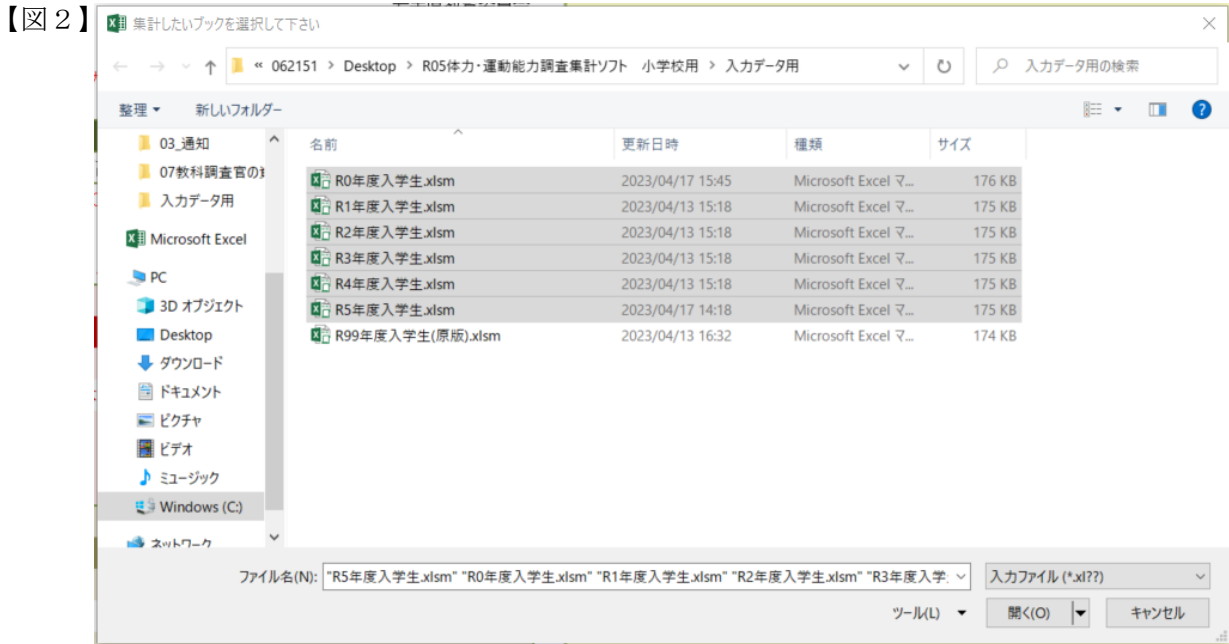 【図２】
集計したいブックを選択して下さい
« 062151 › Desktop › R05体力・運動能力調査集計ソフト　小学校用 › 入力データ用
入力データ用の検索
整理
新しいフォルダー
03_通知
07教科調査官の
入力データ用
Microsoft Excel
PC
3D オブジェクト
Desktop
ダウンロード
ドキュメント
ピクチャ
ビデオ
ミュージック
Windows (C:)
ネットワーク
名前 更新日時 種類 サイズ
R0年度入学生.xlsm 2023/04/17 15:45 Microsoft Excel マ... 176 KB
R1年度入学生.xlsm 2023/04/13 15:18 Microsoft Excel マ... 175 KB
R2年度入学生.xlsm 2023/04/13 15:18 Microsoft Excel マ... 175 KB
R3年度入学生.xlsm 2023/04/13 15:18 Microsoft Excel マ... 175 KB
R4年度入学生.xlsm 2023/04/13 15:18 Microsoft Excel マ... 175 KB
R5年度入学生.xlsm 2023/04/17 14:18 Microsoft Excel マ... 175 KB
R99年度入学生(原版).xlsm 2023/04/13 16:32 Microsoft Excel マ... 174 KB
ファイル名(N): "R5年度入学生.xlsm" "R0年度入学生.xlsm" "R1年度入学生.xlsm" "R2年度入学生.xlsm" "R3年度入学 入力ファイル (*.xl??)
ツール(L) 開く(O) キャンセル